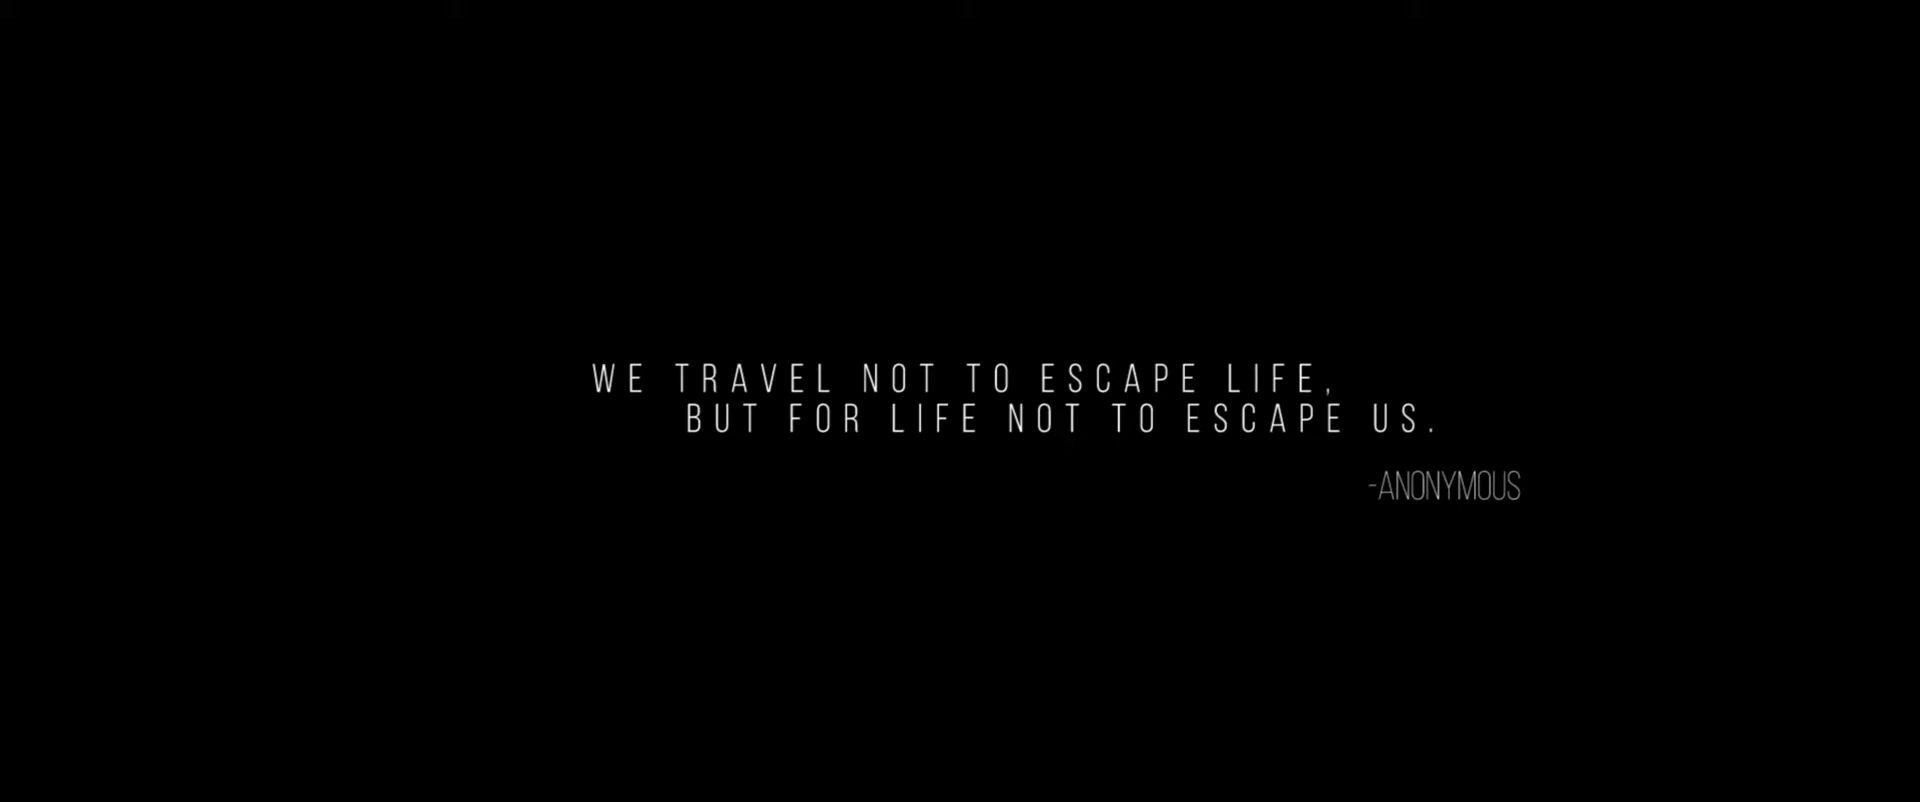 WE TRAVEL NOT TO ESCAPE LIFE,
BUT FOR LIFE NOT TO ESCAPE US.
-ANONYMOUS